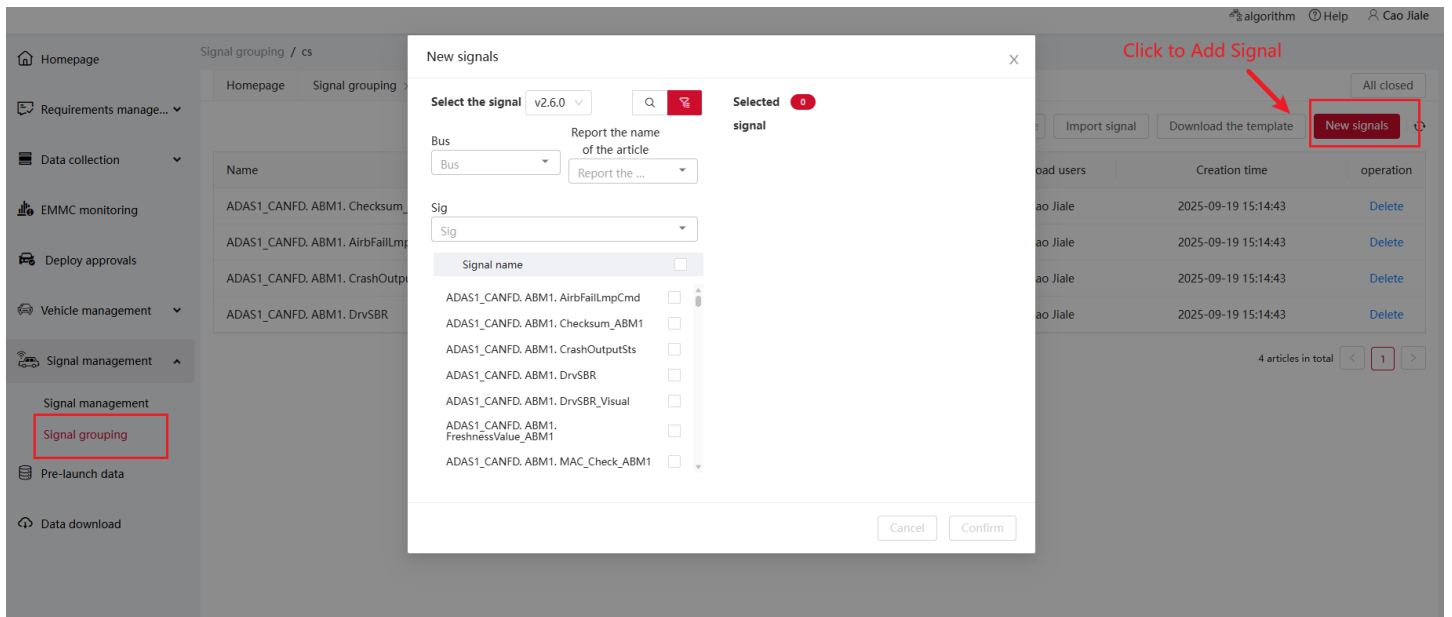 algorithm Help Cao Jiale
Homepage
Requirements manage...
Data collection
EMMC monitoring
Deploy approvals
Vehicle management
Signal management
Signal management
Signal grouping
Pre-launch data
Data download
Signal grouping / cs
Homepage Signal grouping
All closed
Click to Add Signal
Import signal Download the template New signals
Name oad users Creation time operation
ADAS1_CANFD. ABM1. Checksum_ ao Jiale 2025-09-19 15:14:43 Delete
ADAS1_CANFD. ABM1. AirbFailLmp ao Jiale 2025-09-19 15:14:43 Delete
ADAS1_CANFD. ABM1. CrashOutpu ao Jiale 2025-09-19 15:14:43 Delete
ADAS1_CANFD. ABM1. DrvSBR ao Jiale 2025-09-19 15:14:43 Delete
4 articles in total < 1 >
New signals X
Select the signal v2.6.0
Selected 0
signal
Bus
Report the name
of the article
Bus
Report the ...
Sig
Sig
Signal name
ADAS1_CANFD. ABM1. AirbFailLmpCmd
ADAS1_CANFD. ABM1. Checksum_ABM1
ADAS1_CANFD. ABM1. CrashOutputSts
ADAS1_CANFD. ABM1. DrvSBR
ADAS1_CANFD. ABM1. DrvSBR_Visual
ADAS1_CANFD. ABM1.
FreshnessValue_ABM1
ADAS1_CANFD. ABM1. MAC_Check_ABM1
Cancel Confirm